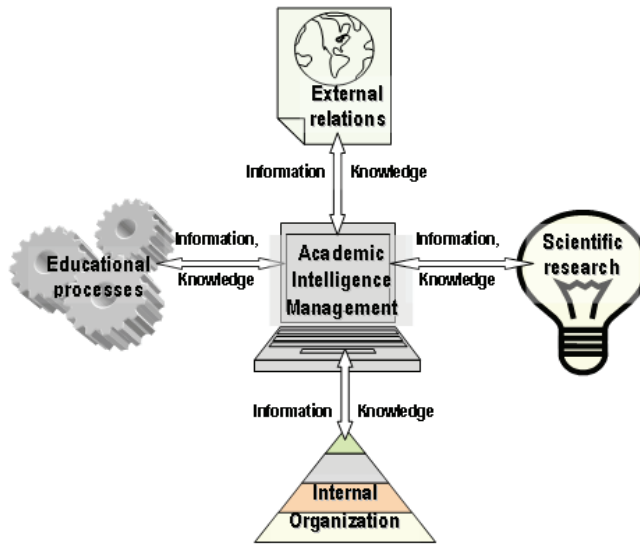 External
relations
Information Knowledge
Educational
processes
Information,
Knowledge
Academic
Intelligence
Management
Information,
Knowledge
Scientific
research
Information Knowledge
Internal
Organization